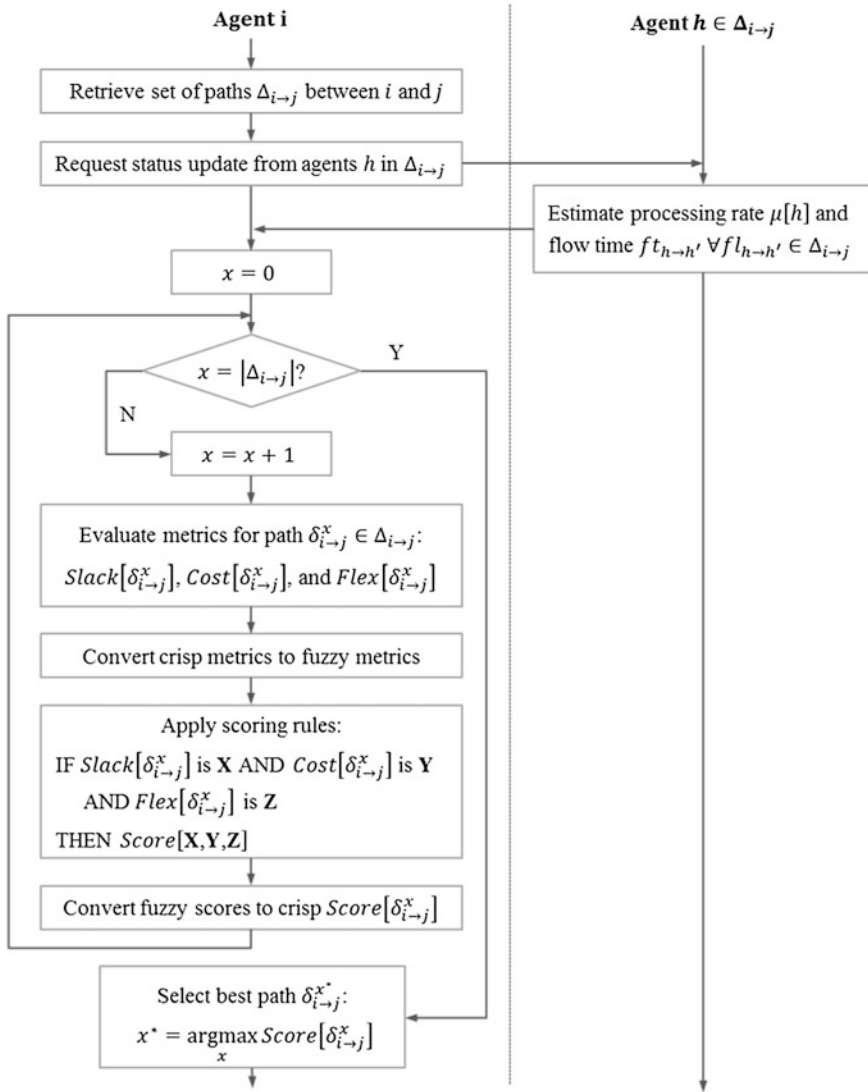 Agent i
Agent h ∈ Δ_{i→j}
Retrieve set of paths Δ_{i→j} between i and j
Request status update from agents h in Δ_{i→j}
Estimate processing rate μ[h] and
flow time ft_{h→h′} ∀fl_{h→h′} ∈ Δ_{i→j}
x = 0
x = |Δ_{i→j}|?
Y
N
x = x + 1
Evaluate metrics for path δ^x_{i→j} ∈ Δ_{i→j}:
Slack[δ^x_{i→j}], Cost[δ^x_{i→j}], and Flex[δ^x_{i→j}]
Convert crisp metrics to fuzzy metrics
Apply scoring rules:
IF Slack[δ^x_{i→j}] is X AND Cost[δ^x_{i→j}] is Y
AND Flex[δ^x_{i→j}] is Z
THEN Score[X,Y,Z]
Convert fuzzy scores to crisp Score[δ^x_{i→j}]
Select best path δ^{x*}_{i→j}:
x* = argmax Score[δ^x_{i→j}]
x